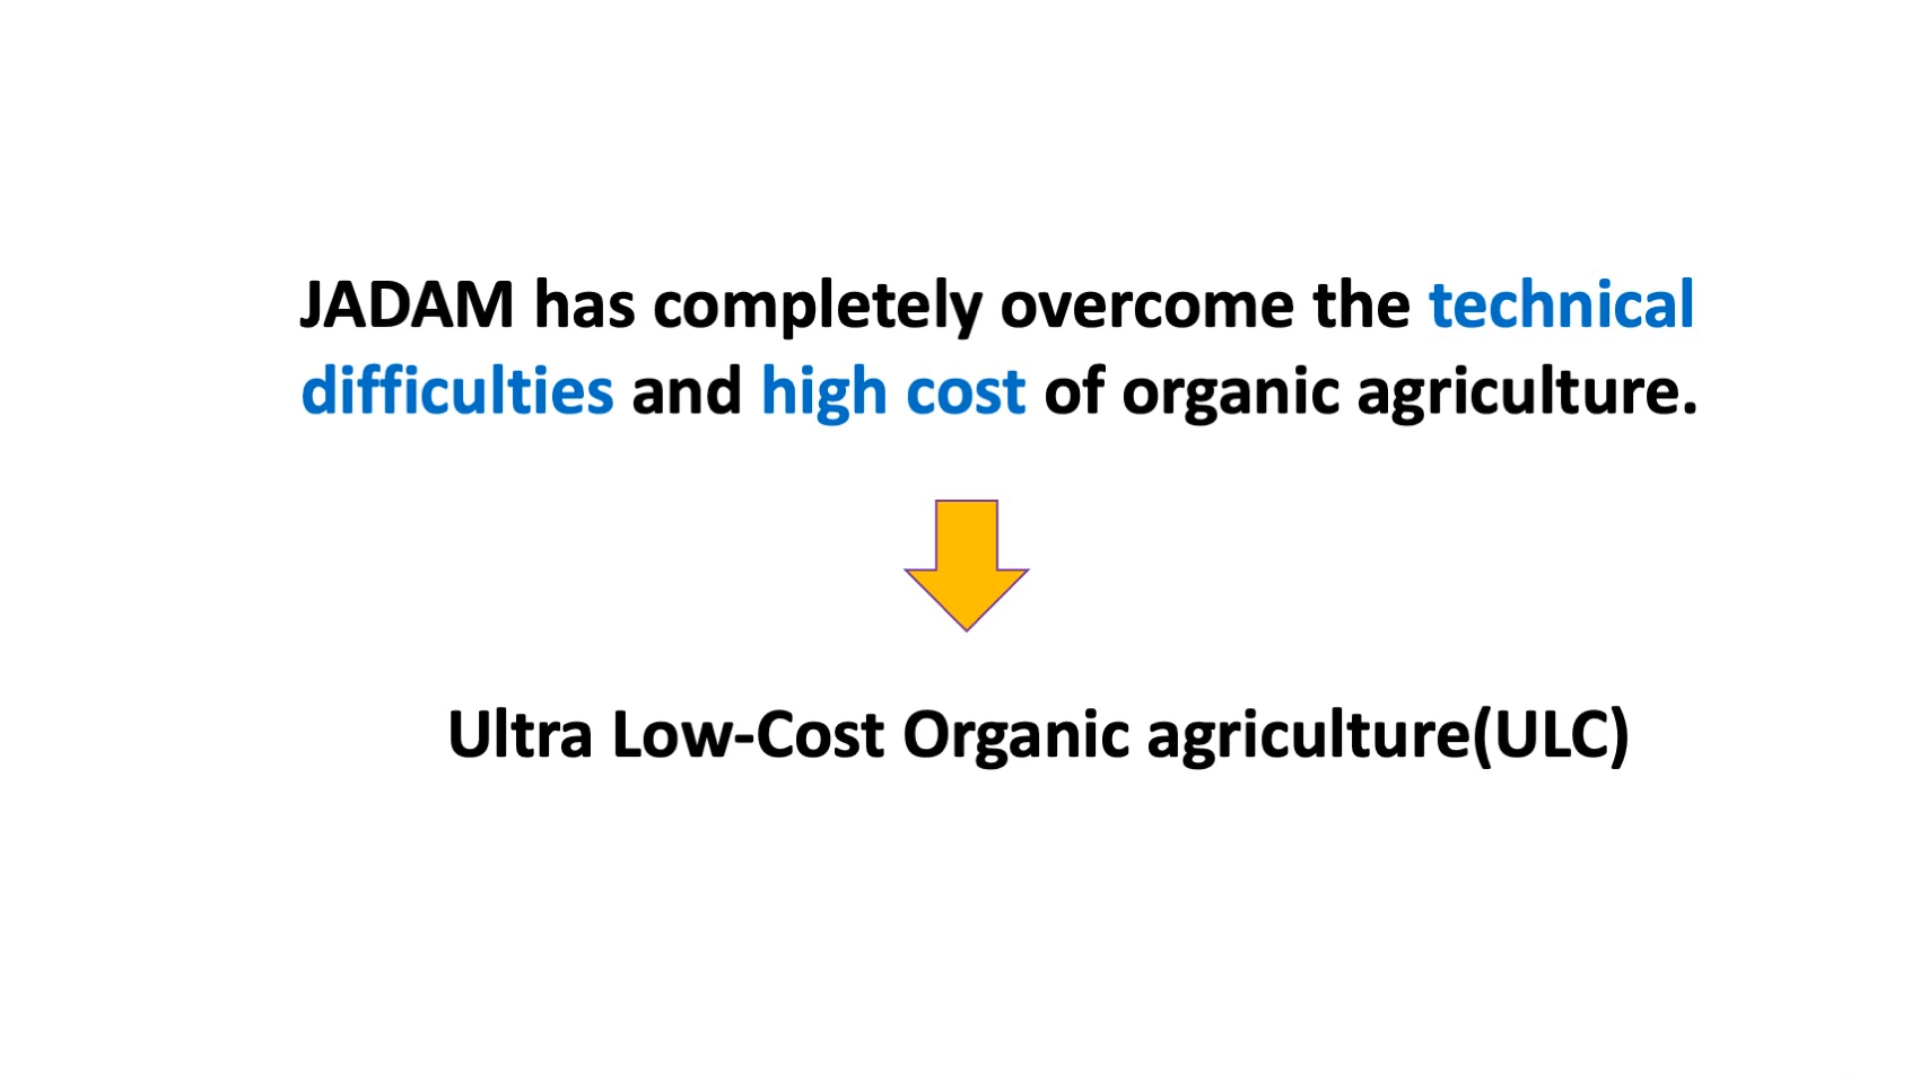 JADAM has completely overcome the technical
difficulties and high cost of organic agriculture.
Ultra Low-Cost Organic agriculture(ULC)